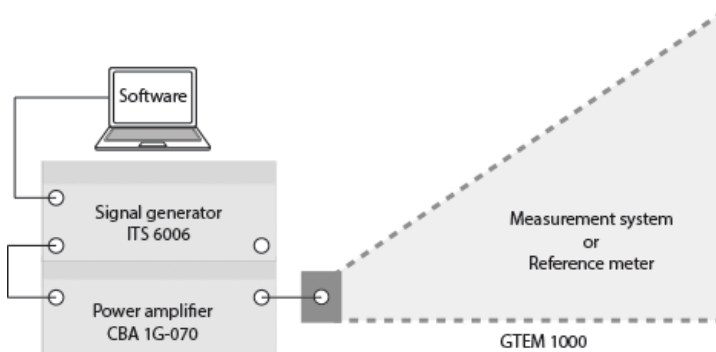 Software
Signal generator
ITS 6006
Power amplifier
CBA 1G-070
Measurement system
or
Reference meter
GTEM 1000